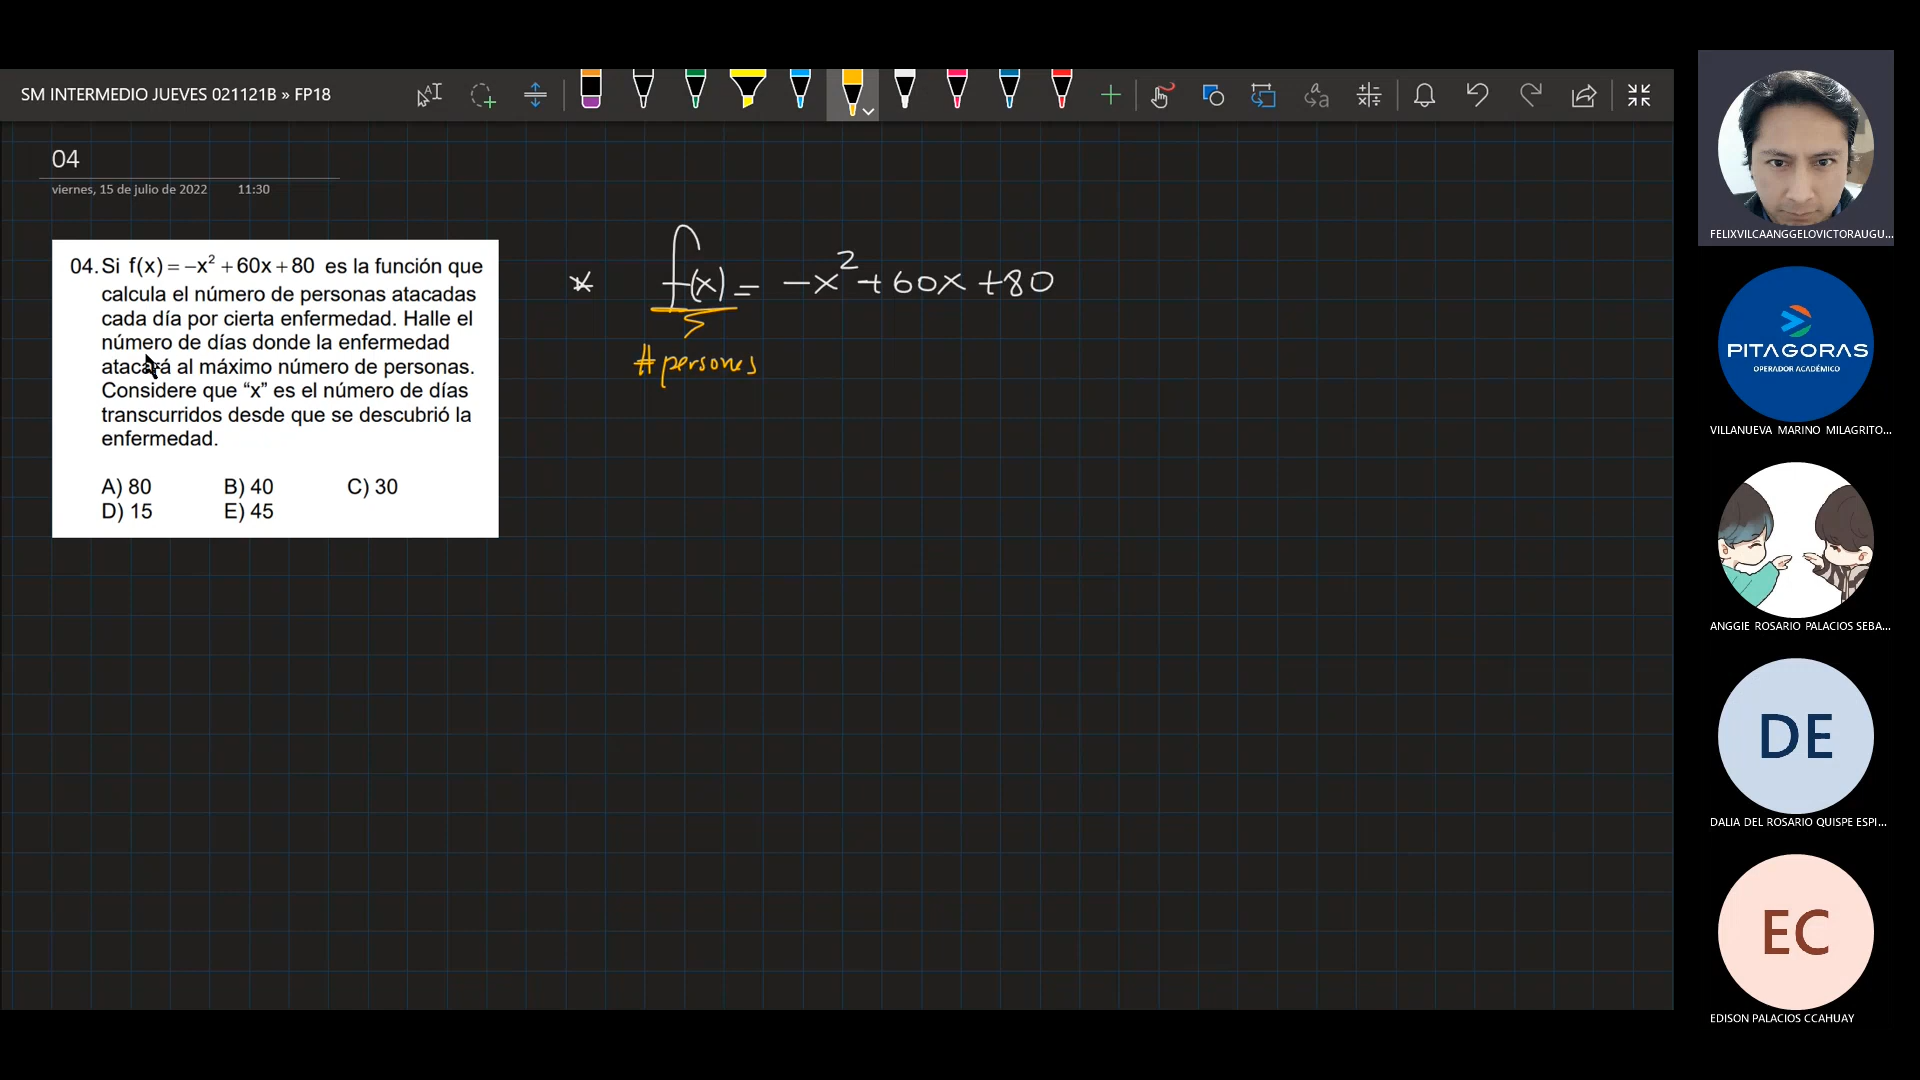 SM INTERMEDIO JUEVES 021121B » FP18
04
viernes, 15 de julio de 2022 11:30
04. Si f(x) = −x² + 60x + 80 es la función que
calcula el número de personas atacadas
cada día por cierta enfermedad. Halle el
número de días donde la enfermedad
atacará al máximo número de personas.
Considere que “x” es el número de días
transcurridos desde que se descubrió la
enfermedad.
A) 80 B) 40 C) 30
D) 15 E) 45
* f(x) = −x² + 60x + 80
# personas
FELIXVILCAANGGELOVICTORAUGU...
PITAGORAS
OPERADOR ACADÉMICO
VILLANUEVA MARINO MILAGRITO...
ANGGIE ROSARIO PALACIOS SEBA...
DE
DALIA DEL ROSARIO QUISPE ESPI...
EC
EDISON PALACIOS CCAHUAY